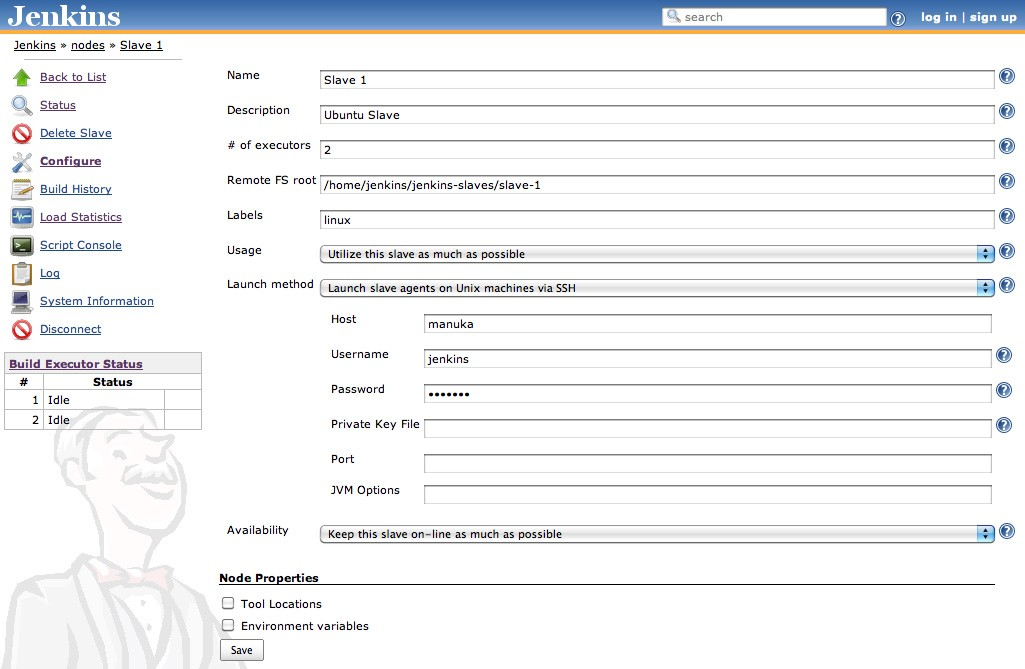 Jenkins
search
log in | sign up
Jenkins » nodes » Slave 1
Back to List
Status
Delete Slave
Configure
Build History
Load Statistics
Script Console
Log
System Information
Disconnect
Build Executor Status
# Status
1 Idle
2 Idle
Name Slave 1
Description Ubuntu Slave
# of executors 2
Remote FS root /home/jenkins/jenkins-slaves/slave-1
Labels linux
Usage Utilize this slave as much as possible
Launch method Launch slave agents on Unix machines via SSH
Host manuka
Username jenkins
Password •••••••
Private Key File
Port
JVM Options
Availability Keep this slave on-line as much as possible
Node Properties
Tool Locations
Environment variables
Save